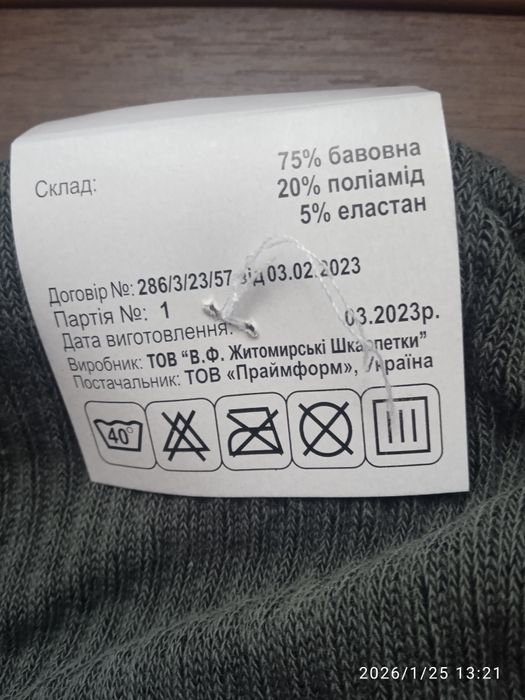 Склад:
75% бавовна
20% поліамід
5% еластан
Договір №: 286/3/23/57 від 03.02.2023
Партія №: 1
Дата виготовлення: 03.2023р.
Виробник: ТОВ "В.Ф. Житомирські Шкарпетки"
Постачальник: ТОВ «Праймформ», Україна
40°
2026/1/25 13:21